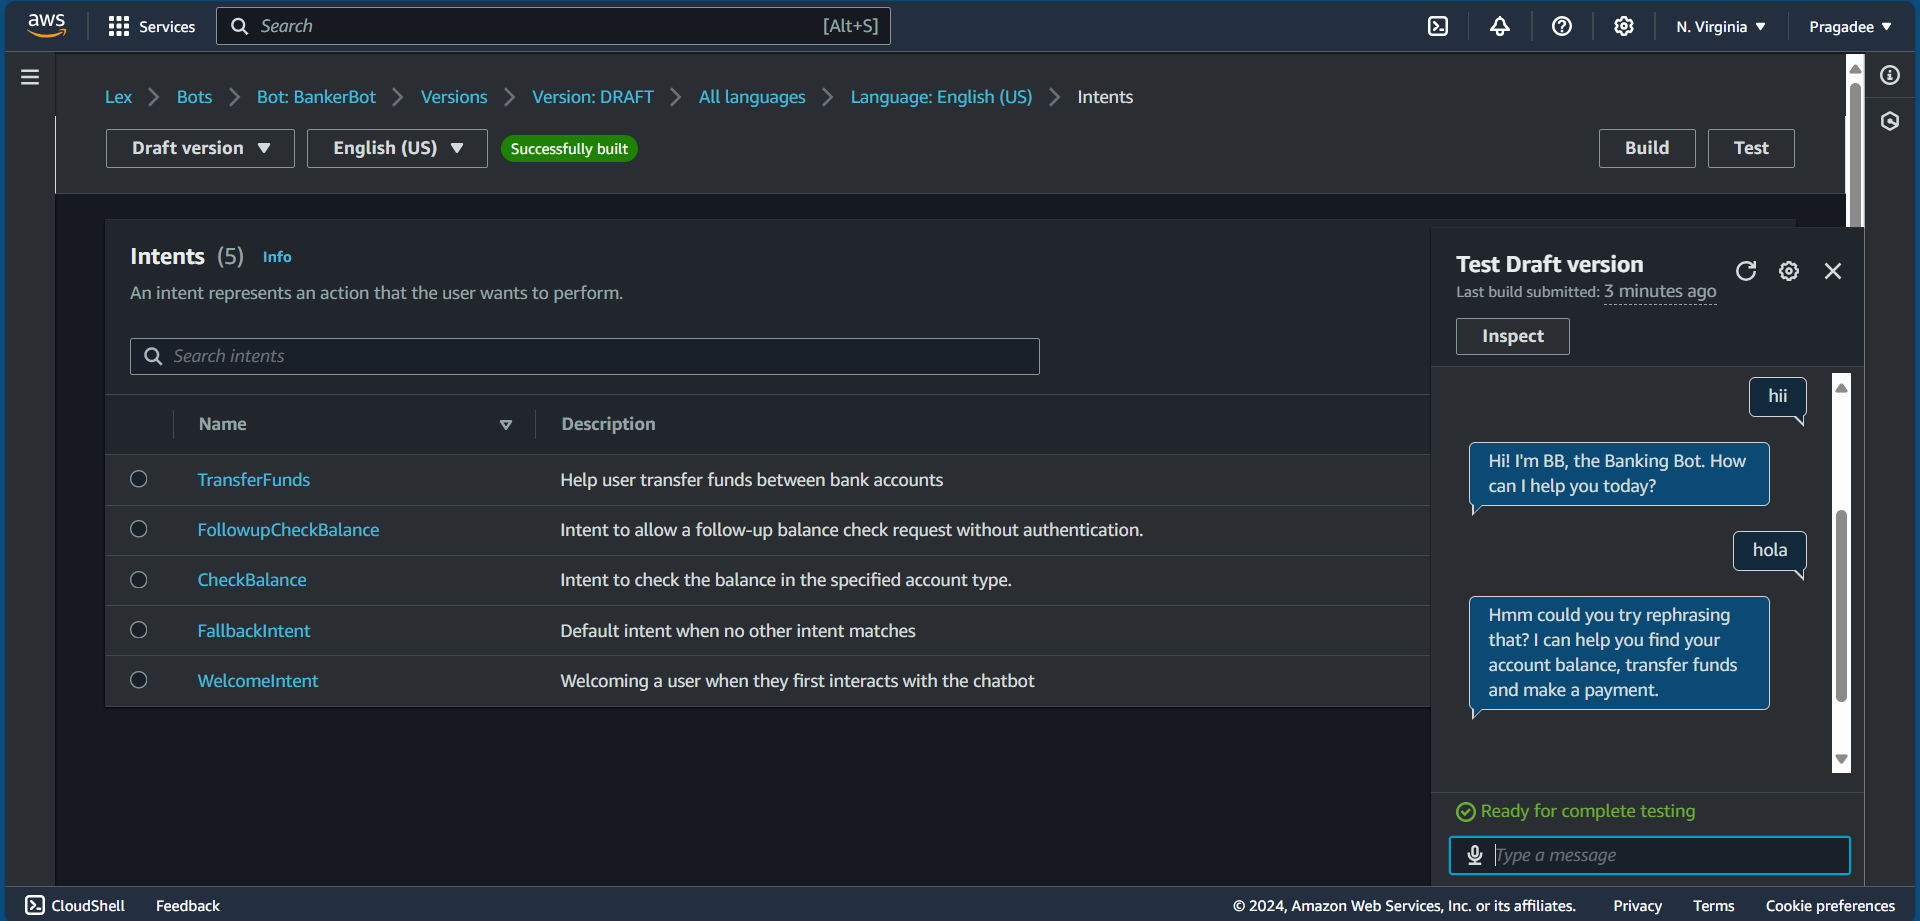 aws
Services
Search
[Alt+S]
N. Virginia
Pragadee
Lex
Bots
Bot: BankerBot
Versions
Version: DRAFT
All languages
Language: English (US)
Intents
Draft version
English (US)
Successfully built
Build
Test
Intents (5)
Info
An intent represents an action that the user wants to perform.
Search intents
Name
Description
TransferFunds
Help user transfer funds between bank accounts
FollowupCheckBalance
Intent to allow a follow-up balance check request without authentication.
CheckBalance
Intent to check the balance in the specified account type.
FallbackIntent
Default intent when no other intent matches
WelcomeIntent
Welcoming a user when they first interacts with the chatbot
Test Draft version
Last build submitted: 3 minutes ago
Inspect
hii
Hi! I'm BB, the Banking Bot. How
can I help you today?
hola
Hmm could you try rephrasing
that? I can help you find your
account balance, transfer funds
and make a payment.
Ready for complete testing
Type a message
CloudShell
Feedback
© 2024, Amazon Web Services, Inc. or its affiliates.
Privacy
Terms
Cookie preferences